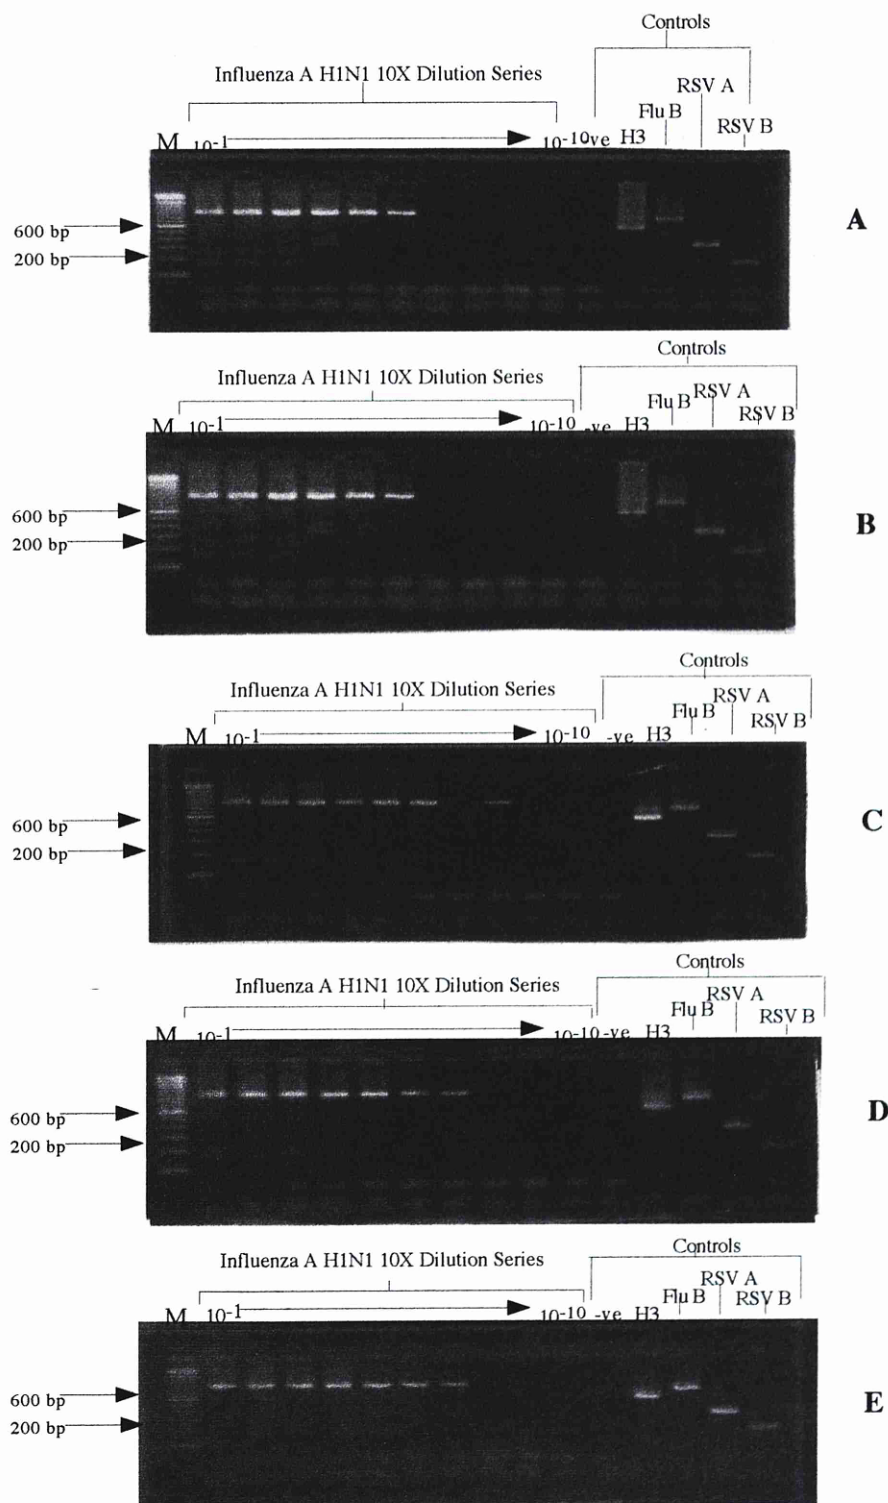 Controls
Influenza A H1N1 10X Dilution Series
RSV A
Flu B
RSV B
M 10-1 10-10 -ve H3
600 bp
200 bp
A
Controls
Influenza A H1N1 10X Dilution Series
RSV A
Flu B
RSV B
M 10-1 10-10 -ve H3
600 bp
200 bp
B
Controls
Influenza A H1N1 10X Dilution Series
RSV A
Flu B
RSV B
M 10-1 10-10 -ve H3
600 bp
200 bp
C
Controls
Influenza A H1N1 10X Dilution Series
RSV A
Flu B
RSV B
M 10-1 10-10 -ve H3
600 bp
200 bp
D
Controls
Influenza A H1N1 10X Dilution Series
RSV A
Flu B
RSV B
M 10-1 10-10 -ve H3
600 bp
200 bp
E